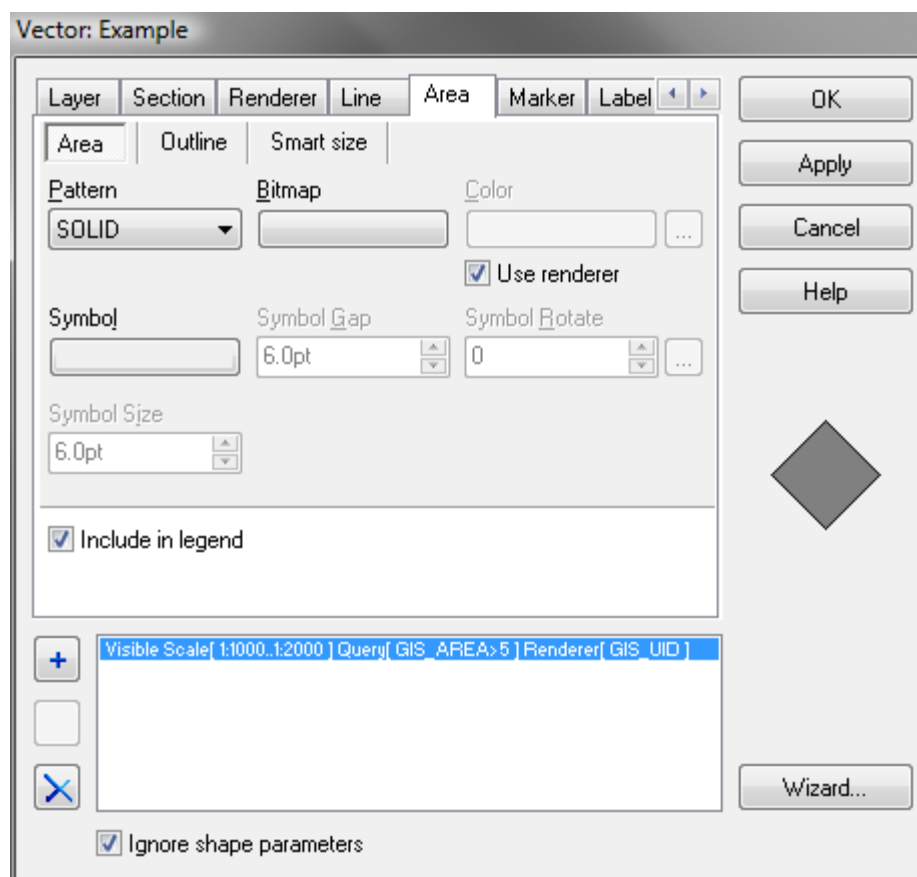 Vector: Example
Layer Section Renderer Line Area Marker Label
OK
Area Outline Smart size
Apply
Pattern Bitmap Color
SOLID ...
Cancel
Use renderer
Help
Symbol Symbol Gap Symbol Rotate
6.0pt 0 ...
Symbol Size
6.0pt
Include in legend
+ Visible Scale[ 1:1000..1:2000 ] Query[ GIS_AREA>5 ] Renderer[ GIS_UID ]
Wizard...
Ignore shape parameters